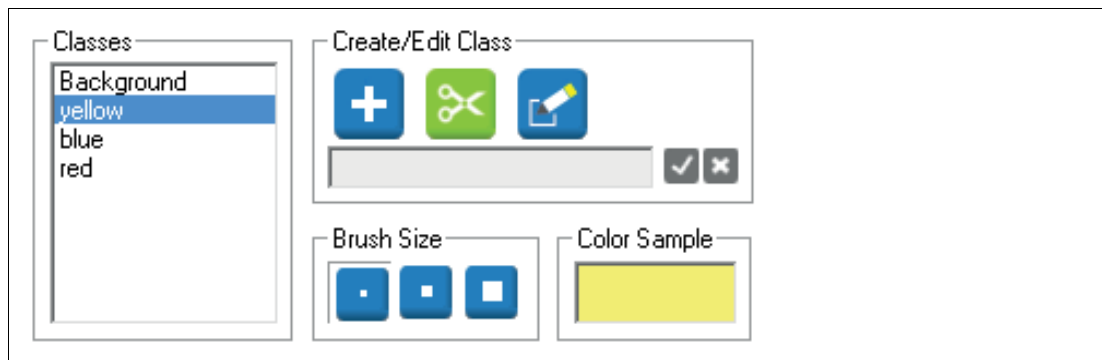 Classes
Background
yellow
blue
red
Create/Edit Class
Brush Size
Color Sample